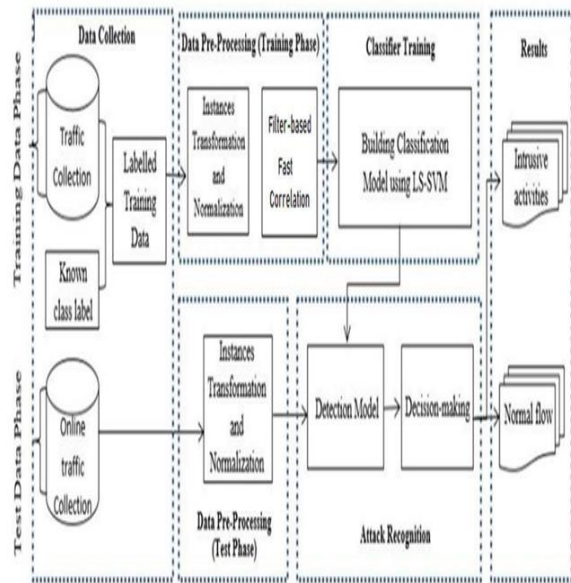 Training Data Phase
Data Collection
Traffic
Collection
Known
class label
Labelled
Training
Data
Data Pre-Processing (Training Phase)
Instances
Transformation
and
Normalization
Filter-based
Fast
Correlation
Classifier Training
Building Classification
Model using LS-SVM
Results
Intrusive
activities
Test Data Phase
Online
traffic
Collection
Instances
Transformation
and
Normalization
Data Pre-Processing
(Test Phase)
Detection Model
Decision-making
Attack Recognition
Normal flow